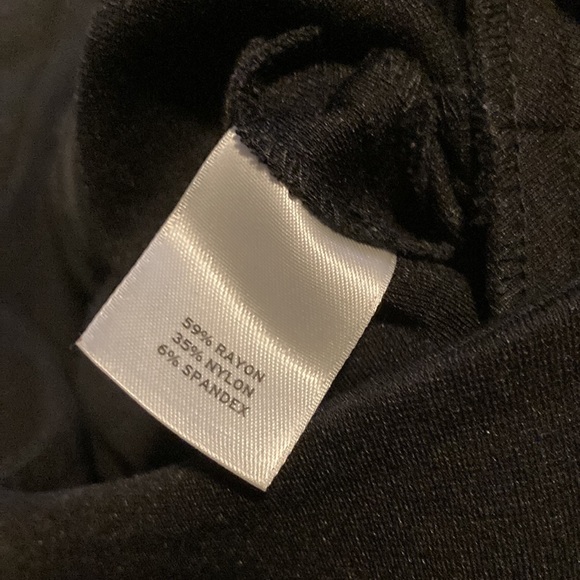 59% RAYON
35% NYLON
6% SPANDEX